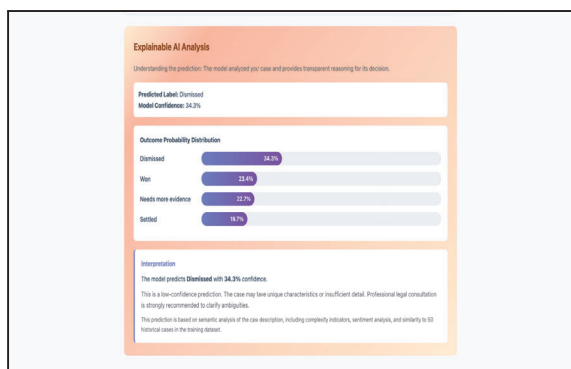 Explainable AI Analysis
Understanding the prediction: The model analyzed your case and provides transparent reasoning for its decision.
Predicted Label: Dismissed
Model Confidence: 34.3%
Outcome Probability Distribution
Dismissed 34.3%
Won 23.4%
Needs more evidence 22.7%
Settled 19.7%
Interpretation
The model predicts Dismissed with 34.3% confidence.
This is a low-confidence prediction. The case may have unique characteristics or insufficient detail. Professional legal consultation
is strongly recommended to clarify ambiguities.
This prediction is based on semantic analysis of the case description, including complexity indicators, sentiment analysis, and similarity to 50
historical cases in the training dataset.